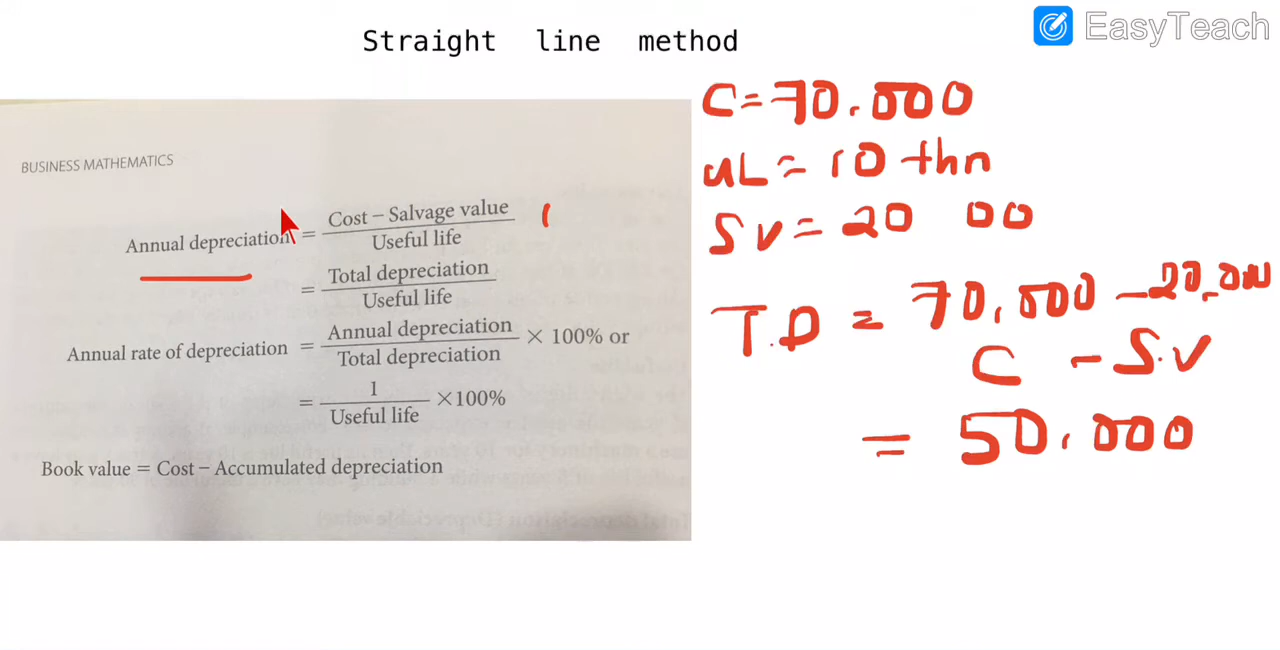 Straight line method
EasyTeach
BUSINESS MATHEMATICS
Annual depreciation = Cost – Salvage value / Useful life
= Total depreciation / Useful life
Annual rate of depreciation = Annual depreciation / Total depreciation × 100% or
= 1 / Useful life × 100%
Book value = Cost – Accumulated depreciation
C = 70.000
UL = 10 thn
SV = 20 00
T.D = 70.000 – 20.000
C – S.V
= 50.000